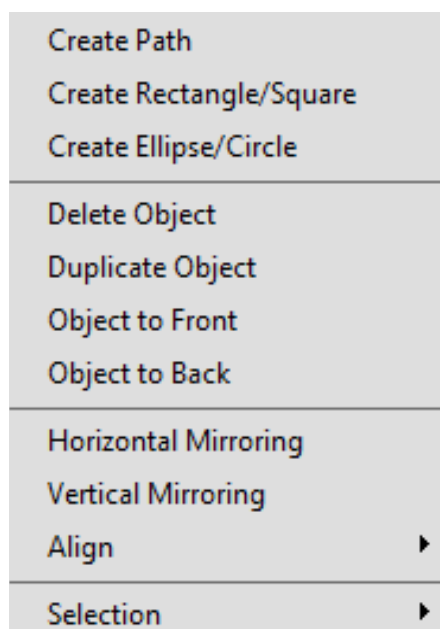 Create Path
Create Rectangle/Square
Create Ellipse/Circle
Delete Object
Duplicate Object
Object to Front
Object to Back
Horizontal Mirroring
Vertical Mirroring
Align
Selection